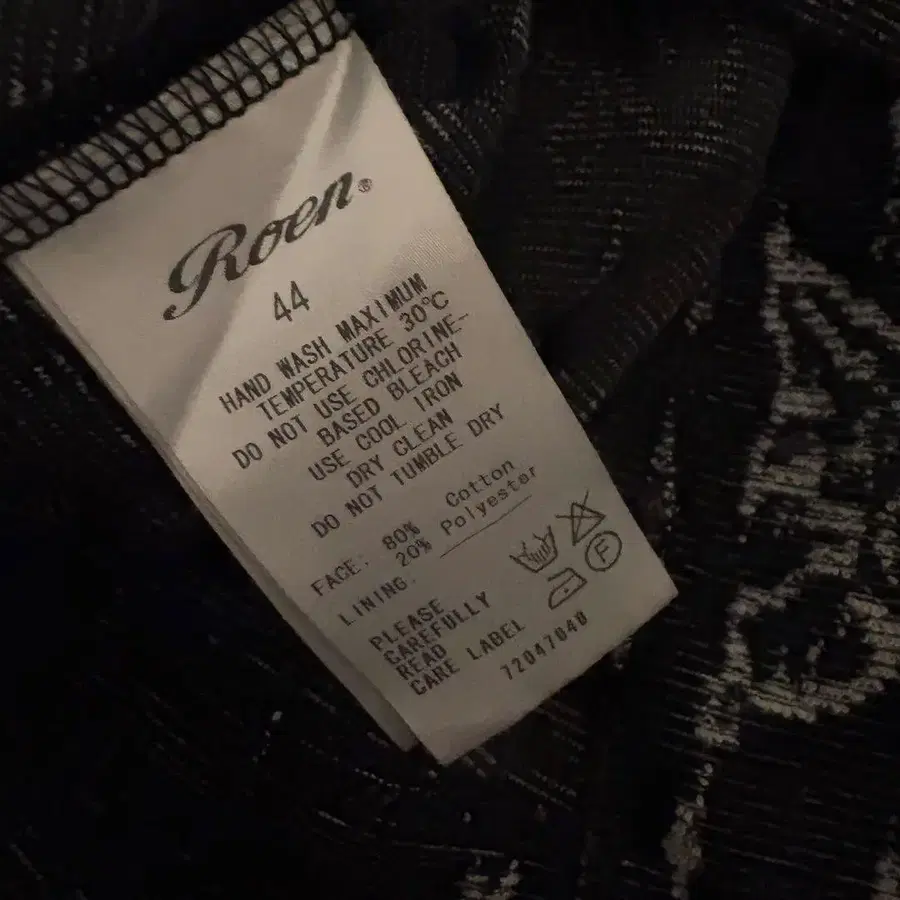 Roen®
44
HAND WASH MAXIMUM
TEMPERATURE 30°C
DO NOT USE CHLORINE-
BASED BLEACH
USE COOL IRON
DRY CLEAN
DO NOT TUMBLE DRY
FACE: 80% Cotton
20% Polyester
LINING:
PLEASE
CAREFULLY
READ
CARE LABEL
F
72047040